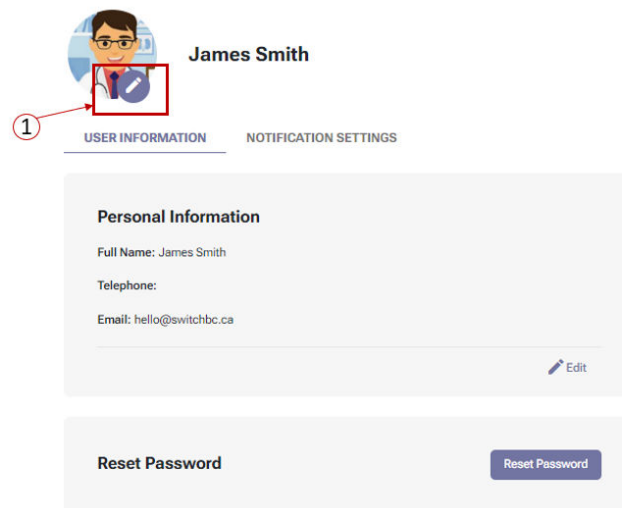 James Smith
1
USER INFORMATION NOTIFICATION SETTINGS
Personal Information
Full Name: James Smith
Telephone:
Email: hello@switchbc.ca
Edit
Reset Password Reset Password